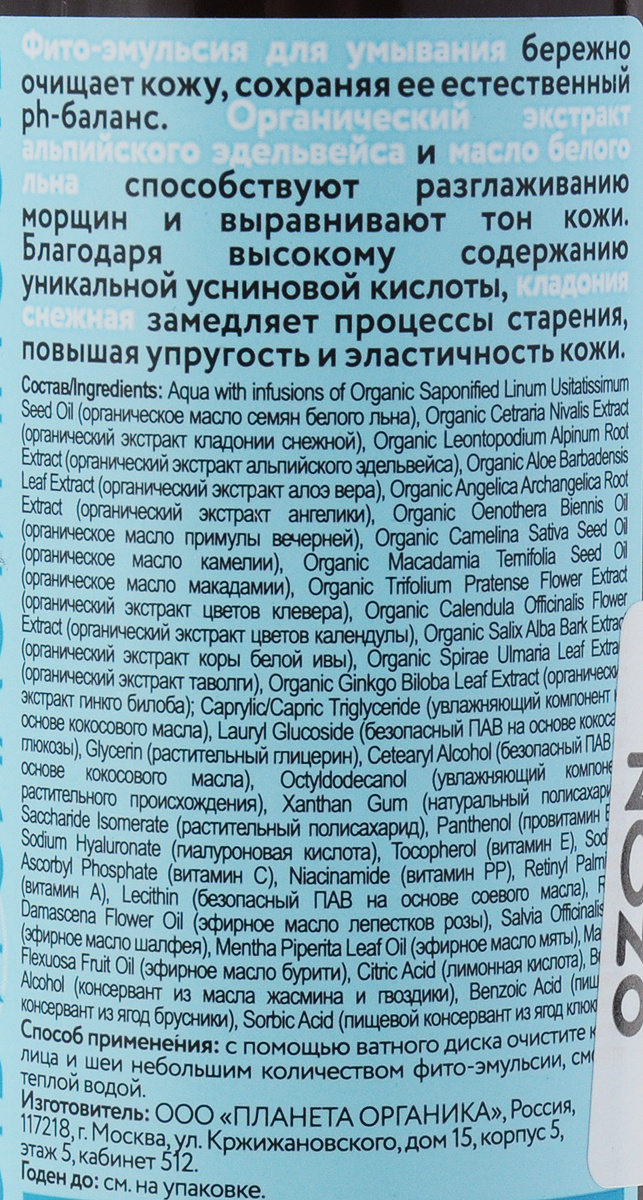 Фито-эмульсия для умывания бережно
очищает кожу, сохраняя ее естественный
ph-баланс. Органический экстракт
альпийского эдельвейса и масло белого
льна способствуют разглаживанию
морщин и выравнивают тон кожи.
Благодаря высокому содержанию
уникальной усниновой кислоты, кладония
снежная замедляет процессы старения,
повышая упругость и эластичность кожи.
Состав/Ingredients: Aqua with infusions of Organic Saponified Linum Usitatissimum
Seed Oil (органическое масло семян белого льна), Organic Cetraria Nivalis Extract
(органический экстракт кладонии снежной), Organic Leontopodium Alpinum Root
Extract (органический экстракт альпийского эдельвейса), Organic Aloe Barbadensis
Leaf Extract (органический экстракт алоэ вера), Organic Angelica Archangelica Root
Extract (органический экстракт ангелики), Organic Oenothera Biennis Oil
(органическое масло примулы вечерней), Organic Camelina Sativa Seed Oil
(органическое масло камелии), Organic Macadamia Ternifolia Seed Oil
(органическое масло макадамии), Organic Trifolium Pratense Flower Extract
(органический экстракт цветов клевера), Organic Calendula Officinalis Flower
Extract (органический экстракт цветов календулы), Organic Salix Alba Bark Extrac
(органический экстракт коры белой ивы), Organic Spirae Ulmaria Leaf Extra
(органический экстракт таволги), Organic Ginkgo Biloba Leaf Extract (органическ
экстракт гинкго билоба); Caprylic/Capric Triglyceride (увлажняющий компонент
основе кокосового масла), Lauryl Glucoside (безопасный ПАВ на основе кокоса
глюкозы), Glycerin (растительный глицерин), Cetearyl Alcohol (безопасный ПАВ
основе кокосового масла), Octyldodecanol (увлажняющий компоне
растительного происхождения), Xanthan Gum (натуральный полисахари
Saccharide Isomerate (растительный полисахарид), Panthenol (провитамин
Sodium Hyaluronate (гиалуроновая кислота), Tocopherol (витамин Е), Sod
Ascorbyl Phosphate (витамин С), Niacinamide (витамин РР), Retinyl Palm
(витамин А), Lecithin (безопасный ПАВ на основе соевого масла), R
Damascena Flower Oil (эфирное масло лепестков розы), Salvia Officinalis
(эфирное масло шалфея), Mentha Piperita Leaf Oil (эфирное масло мяты), Ma
Flexuosa Fruit Oil (эфирное масло бурити), Citric Acid (лимонная кислота), B
Alcohol (консервант из масла жасмина и гвоздики), Benzoic Acid (пищ
консервант из ягод брусники), Sorbic Acid (пищевой консервант из ягод клюк
Способ применения: с помощью ватного диска очистите
лица и шеи небольшим количеством фито-эмульсии, см
теплой водой.
Изготовитель: ООО «ПЛАНЕТА ОРГАНИКА», Россия,
117218, г. Москва, ул. Кржижановского, дом 15, корпус 5,
этаж 5, кабинет 512.
Годен до: см. на упаковке.
OZON